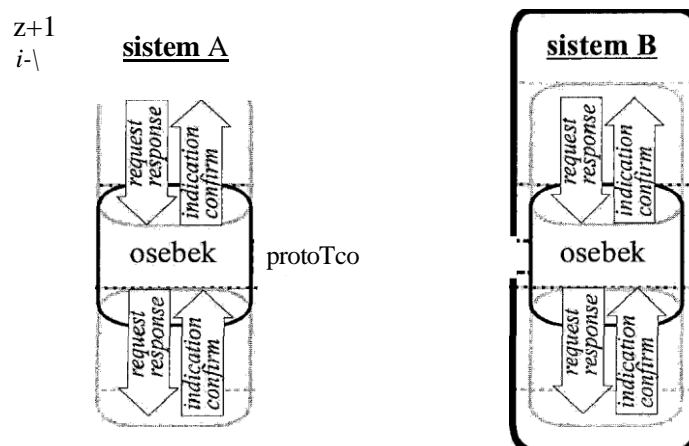 z+1
i-\
sistem A
sistem B
request
response
indication
confirm
request
response
indication
confirm
osebek
protoTco
osebek
request
response
indication
confirm
request
response
indication
confirm